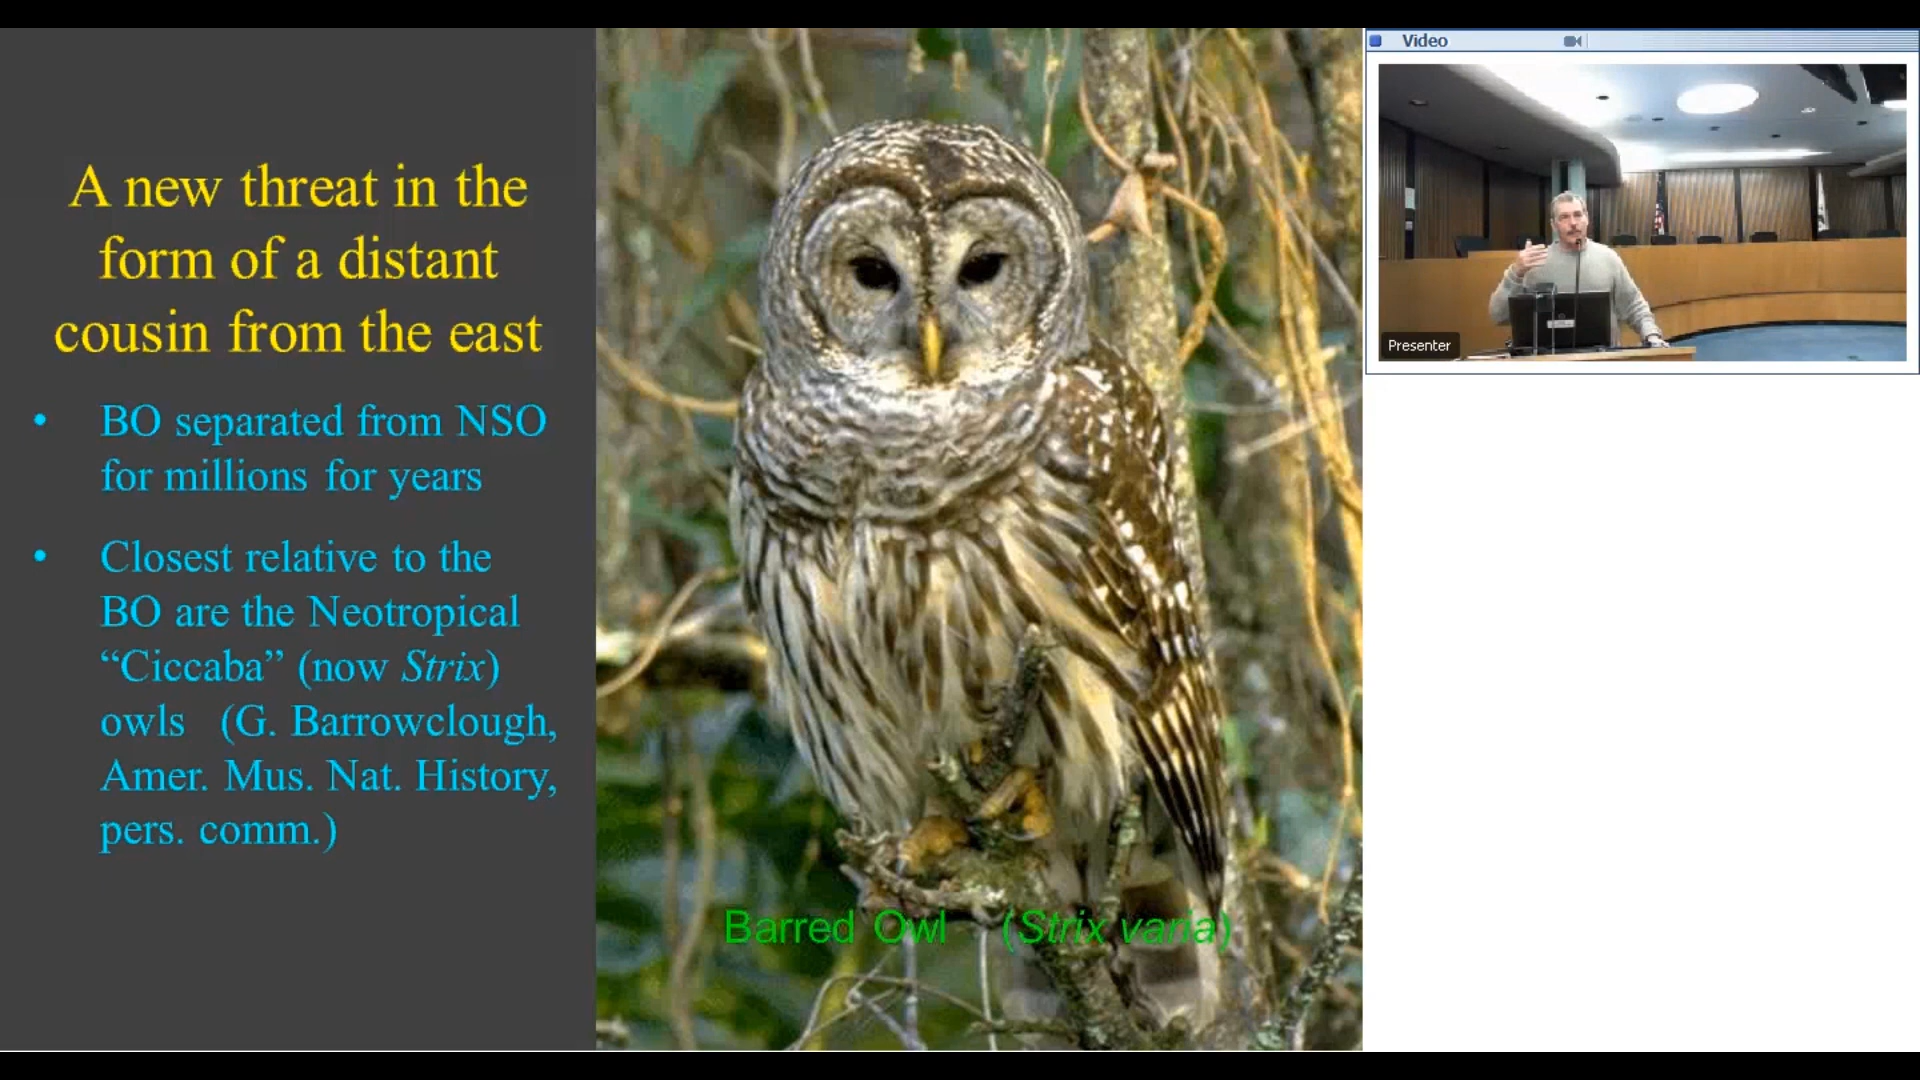 A new threat in the
form of a distant
cousin from the east
• BO separated from NSO
for millions for years
• Closest relative to the
BO are the Neotropical
“Ciccaba” (now Strix)
owls (G. Barrowclough,
Amer. Mus. Nat. History,
pers. comm.)
Barred Owl (Strix varia)
Video
Presenter